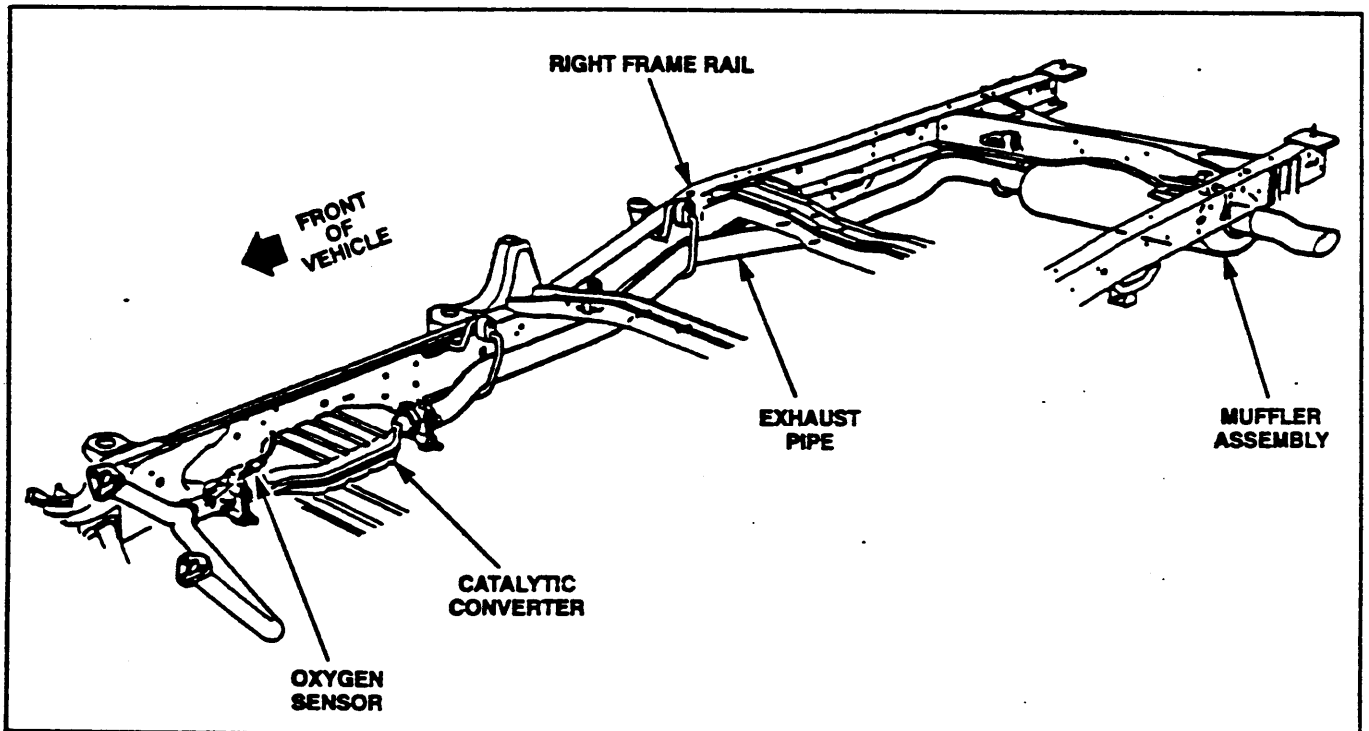 RIGHT FRAME RAIL
FRONT
OF
VEHICLE
EXHAUST
PIPE
MUFFLER
ASSEMBLY
CATALYTIC
CONVERTER
OXYGEN
SENSOR